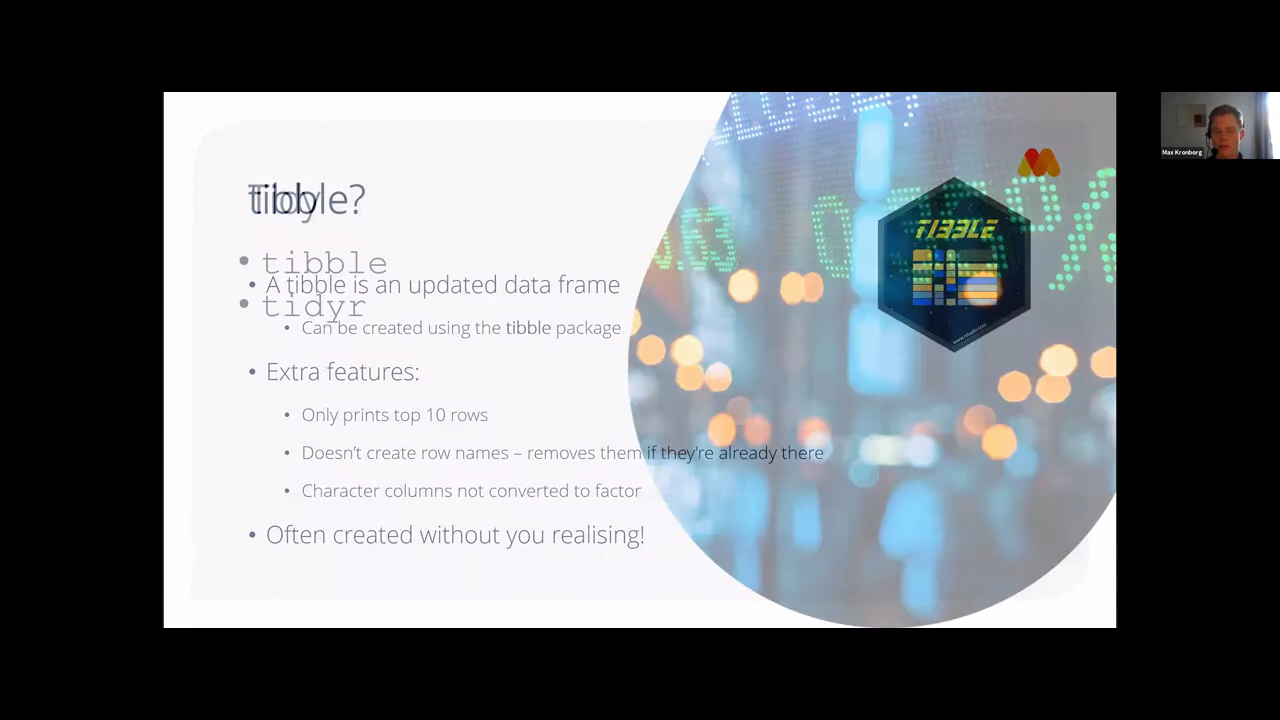 Tidy
tibble?
• tibble
• A tibble is an updated data frame
• tidyr
• Can be created using the tibble package
• Extra features:
• Only prints top 10 rows
• Doesn’t create row names – removes them if they’re already there
• Character columns not converted to factor
• Often created without you realising!
TIBBLE
Max Kronborg